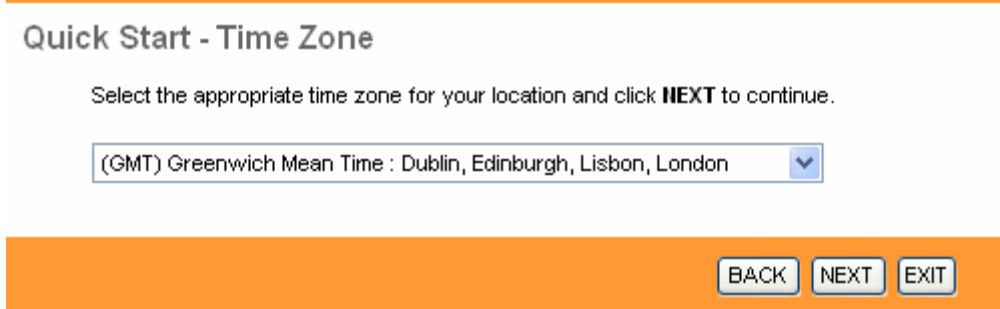 Quick Start - Time Zone
Select the appropriate time zone for your location and click NEXT to continue.
(GMT) Greenwich Mean Time : Dublin, Edinburgh, Lisbon, London
BACK NEXT EXIT